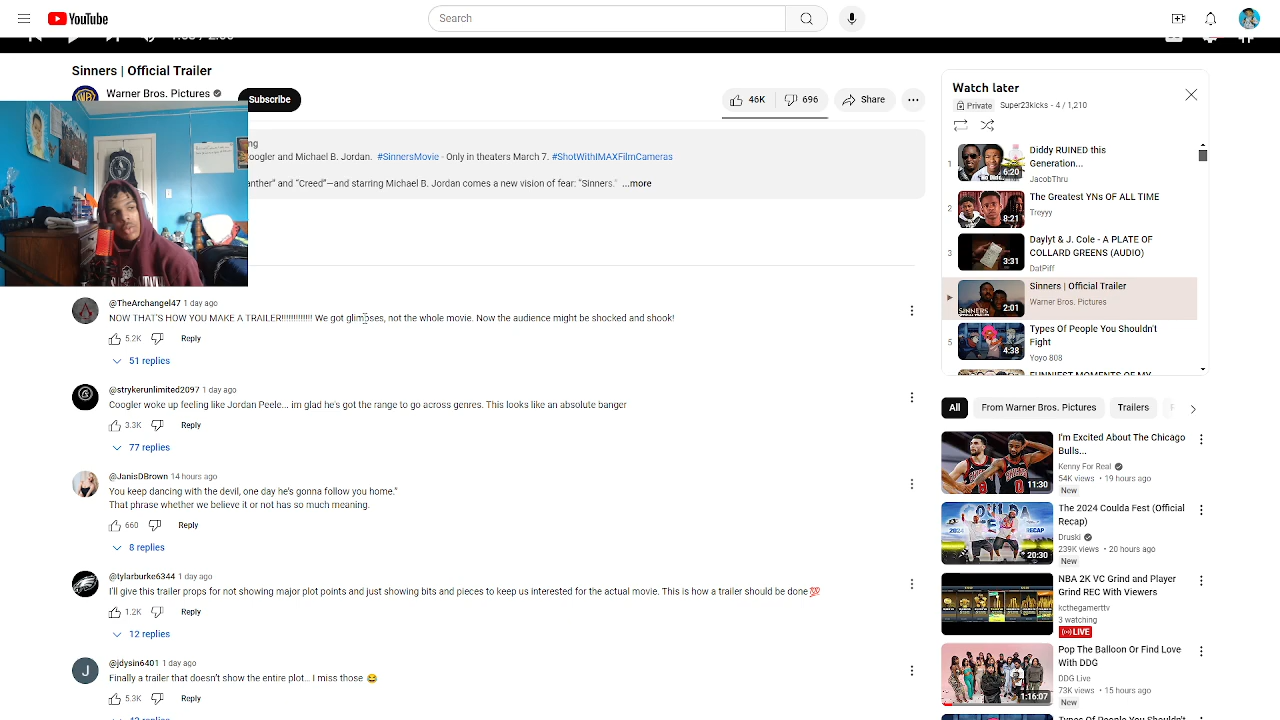 YouTube
Search
Sinners | Official Trailer
Warner Bros. Pictures
Subscribe
46K
696
Share
Coogler and Michael B. Jordan. #SinnersMovie - Only in theaters March 7. #ShotWithIMAXFilmCameras
and “Creed”—and starring Michael B. Jordan comes a new vision of fear: “Sinners.” ...more
@TheArchangel47 1 day ago
NOW THAT'S HOW YOU MAKE A TRAILER!!!!!!!!!!!!! We got glimpses, not the whole movie. Now the audience might be shocked and shook!
5.2K Reply
51 replies
@strykerunlimited2097 1 day ago
Coogler woke up feeling like Jordan Peele... im glad he's got the range to go across genres. This looks like an absolute banger
3.3K Reply
77 replies
@JanisDBrown 14 hours ago
You keep dancing with the devil, one day he's gonna follow you home."
That phrase whether we believe it or not has so much meaning.
660 Reply
8 replies
@tylarburke6344 1 day ago
I'll give this trailer props for not showing major plot points and just showing bits and pieces to keep us interested for the actual movie. This is how a trailer should be done💯
1.2K Reply
12 replies
@jdysin6401 1 day ago
J
Finally a trailer that doesn't show the entire plot... I miss those 😂
5.3K Reply
Watch later
Private Super23kicks - 4 / 1,210
1
Diddy RUINED this
Generation...
JacobThru
6:20
2
The Greatest YNs OF ALL TIME
Treyyy
8:21
3
Daylyt & J. Cole - A PLATE OF
COLLARD GREENS (AUDIO)
DatPiff
3:31
Sinners | Official Trailer
Warner Bros. Pictures
SINNERS
2:01
5
Types Of People You Shouldn't
Fight
Yoyo 808
4:38
FUNNIEST MOMENTS OF MY
All
From Warner Bros. Pictures
Trailers
I'm Excited About The Chicago
Bulls...
Kenny For Real
54K views • 19 hours ago
New
11:30
The 2024 Coulda Fest (Official
Recap)
Druski
239K views • 20 hours ago
New
20:30
NBA 2K VC Grind and Player
Grind REC With Viewers
kcthegamerttv
3 watching
LIVE
Pop The Balloon Or Find Love
With DDG
DDG Live
73K views • 15 hours ago
New
1:16:07
Types Of People You Shouldn't